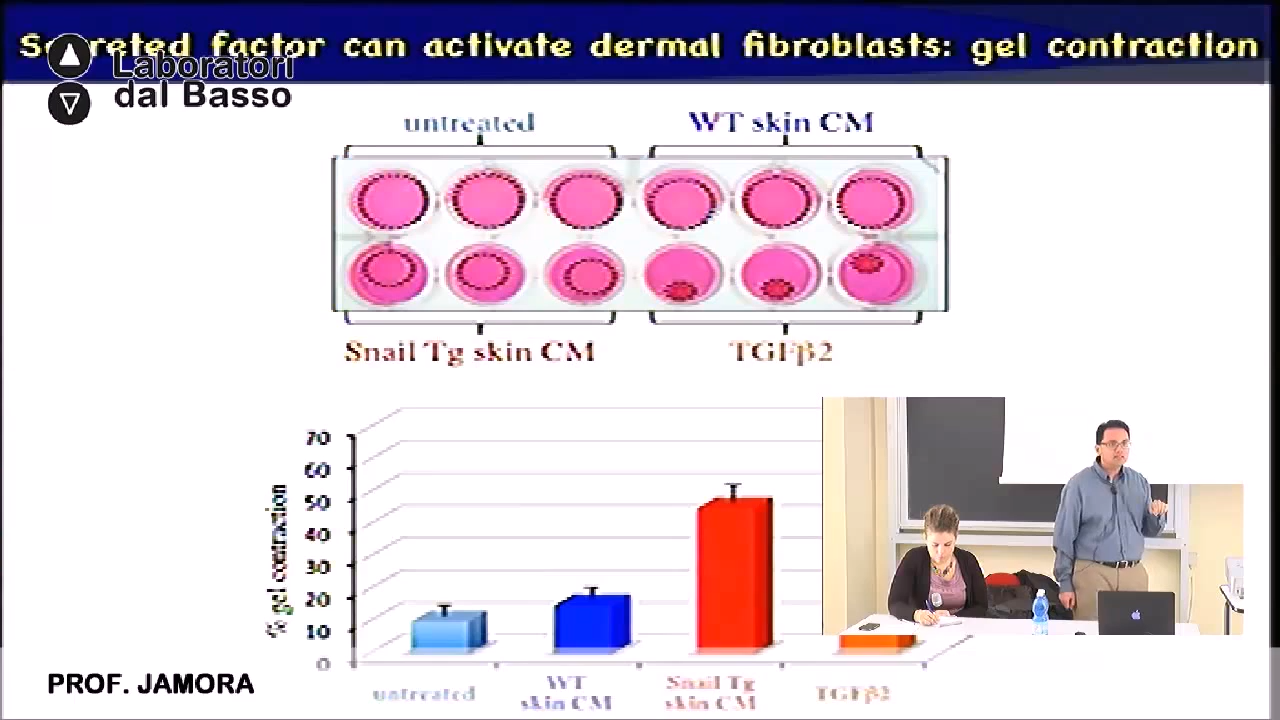 Secreted factor can activate dermal fibroblasts: gel contraction
Laboratori
dal Basso
untreated
WT skin CM
Snail Tg skin CM
TGFβ2
70
60
50
40
30
20
10
0
% gel contraction
untreated
WT
skin CM
Snail Tg
skin CM
TGFβ2
PROF. JAMORA